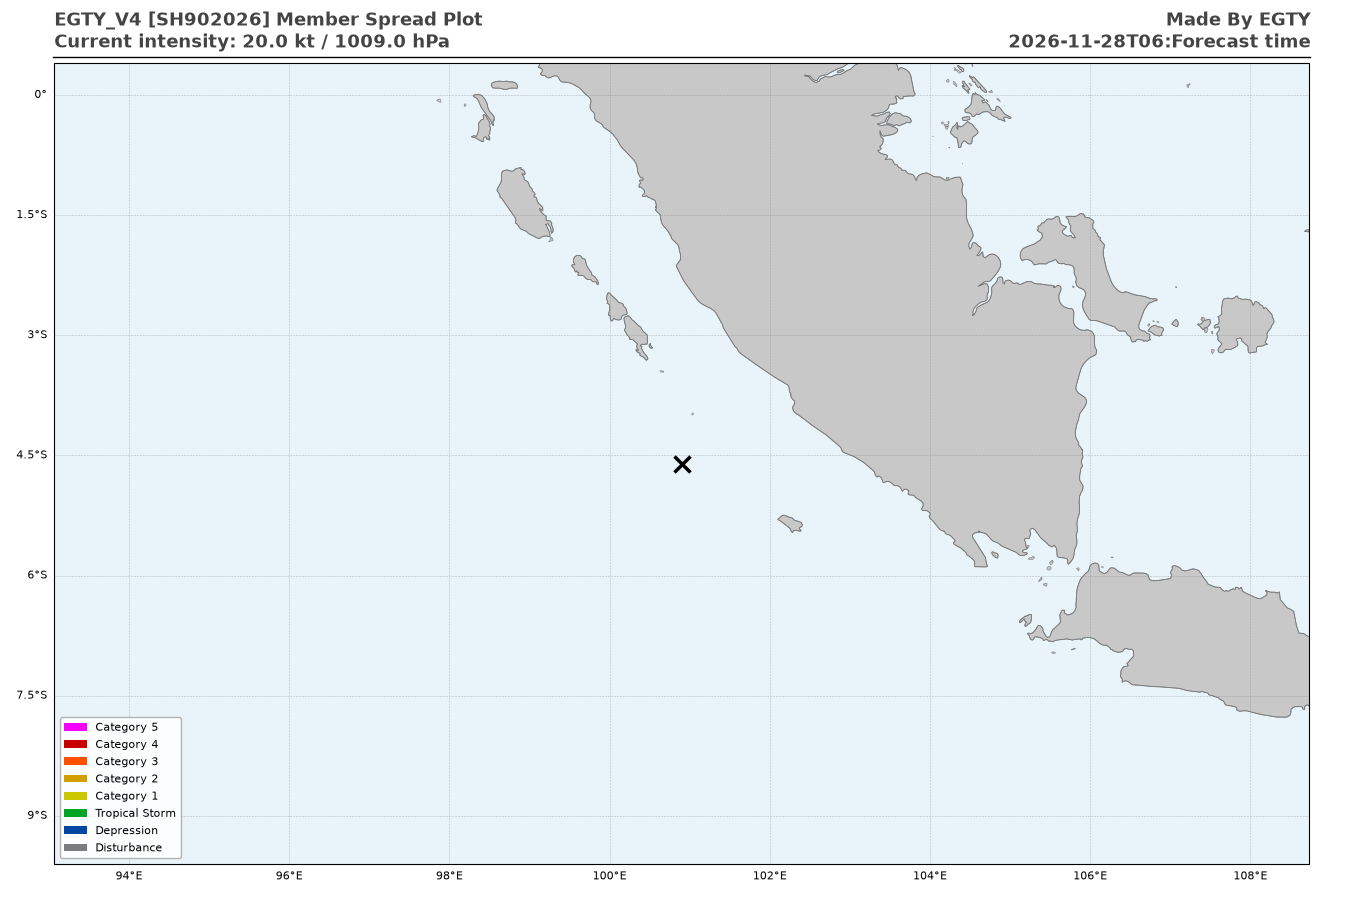 EGTY_V4 [SH902026] Member Spread Plot
Made By EGTY
Current intensity: 20.0 kt / 1009.0 hPa
2026-11-28T06:Forecast time
0°
1.5°S
3°S
4.5°S
6°S
7.5°S
9°S
Category 5
Category 4
Category 3
Category 2
Category 1
Tropical Storm
Depression
Disturbance
94°E
96°E
98°E
100°E
102°E
104°E
106°E
108°E